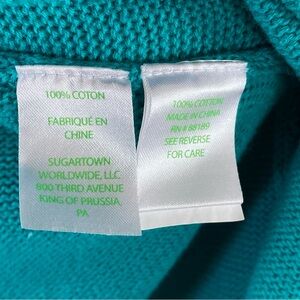 100% COTON
FABRIQUÉ EN
CHINE
SUGARTOWN
WORLDWIDE, LLC
800 THIRD AVENUE
KING OF PRUSSIA,
PA
100% COTTON
MADE IN CHINA
RN # 88189
SEE REVERSE
FOR CARE